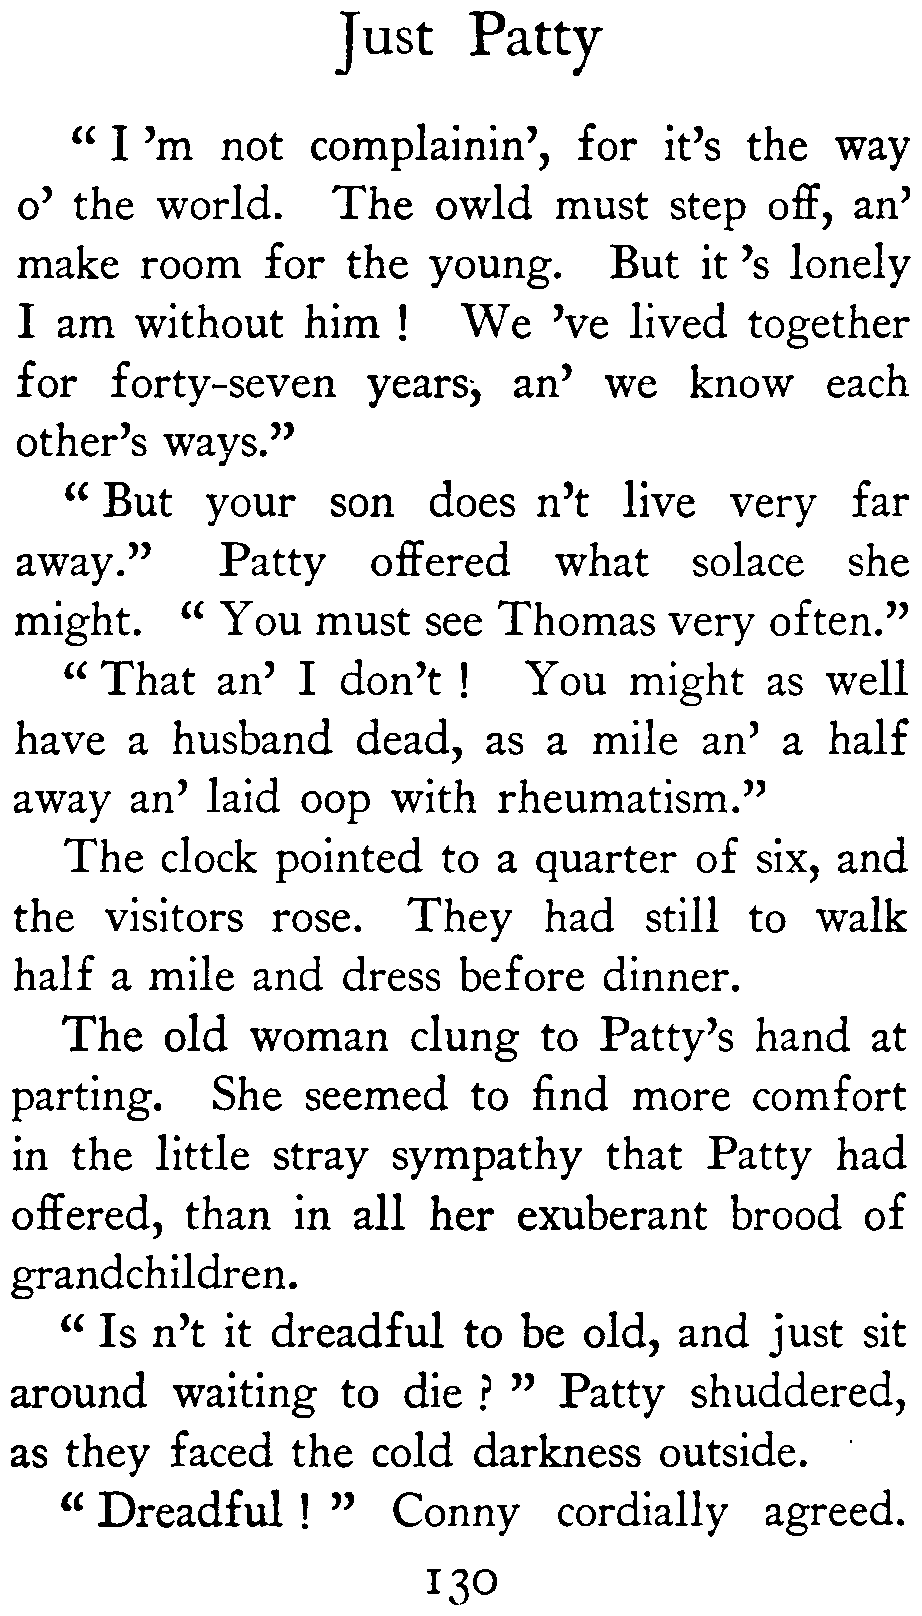 Just Patty
“ I ’m not complainin’, for it’s the way
o’ the world. The owld must step off, an’
make room for the young. But it ’s lonely
I am without him ! We ’ve lived together
for forty-seven years, an’ we know each
other’s ways.”
“ But your son does n’t live very far
away.” Patty offered what solace she
might. “ You must see Thomas very often.”
“ That an’ I don’t ! You might as well
have a husband dead, as a mile an’ a half
away an’ laid oop with rheumatism.”
The clock pointed to a quarter of six, and
the visitors rose. They had still to walk
half a mile and dress before dinner.
The old woman clung to Patty’s hand at
parting. She seemed to find more comfort
in the little stray sympathy that Patty had
offered, than in all her exuberant brood of
grandchildren.
“ Is n’t it dreadful to be old, and just sit
around waiting to die ? ” Patty shuddered,
as they faced the cold darkness outside.
“ Dreadful ! ” Conny cordially agreed.
130